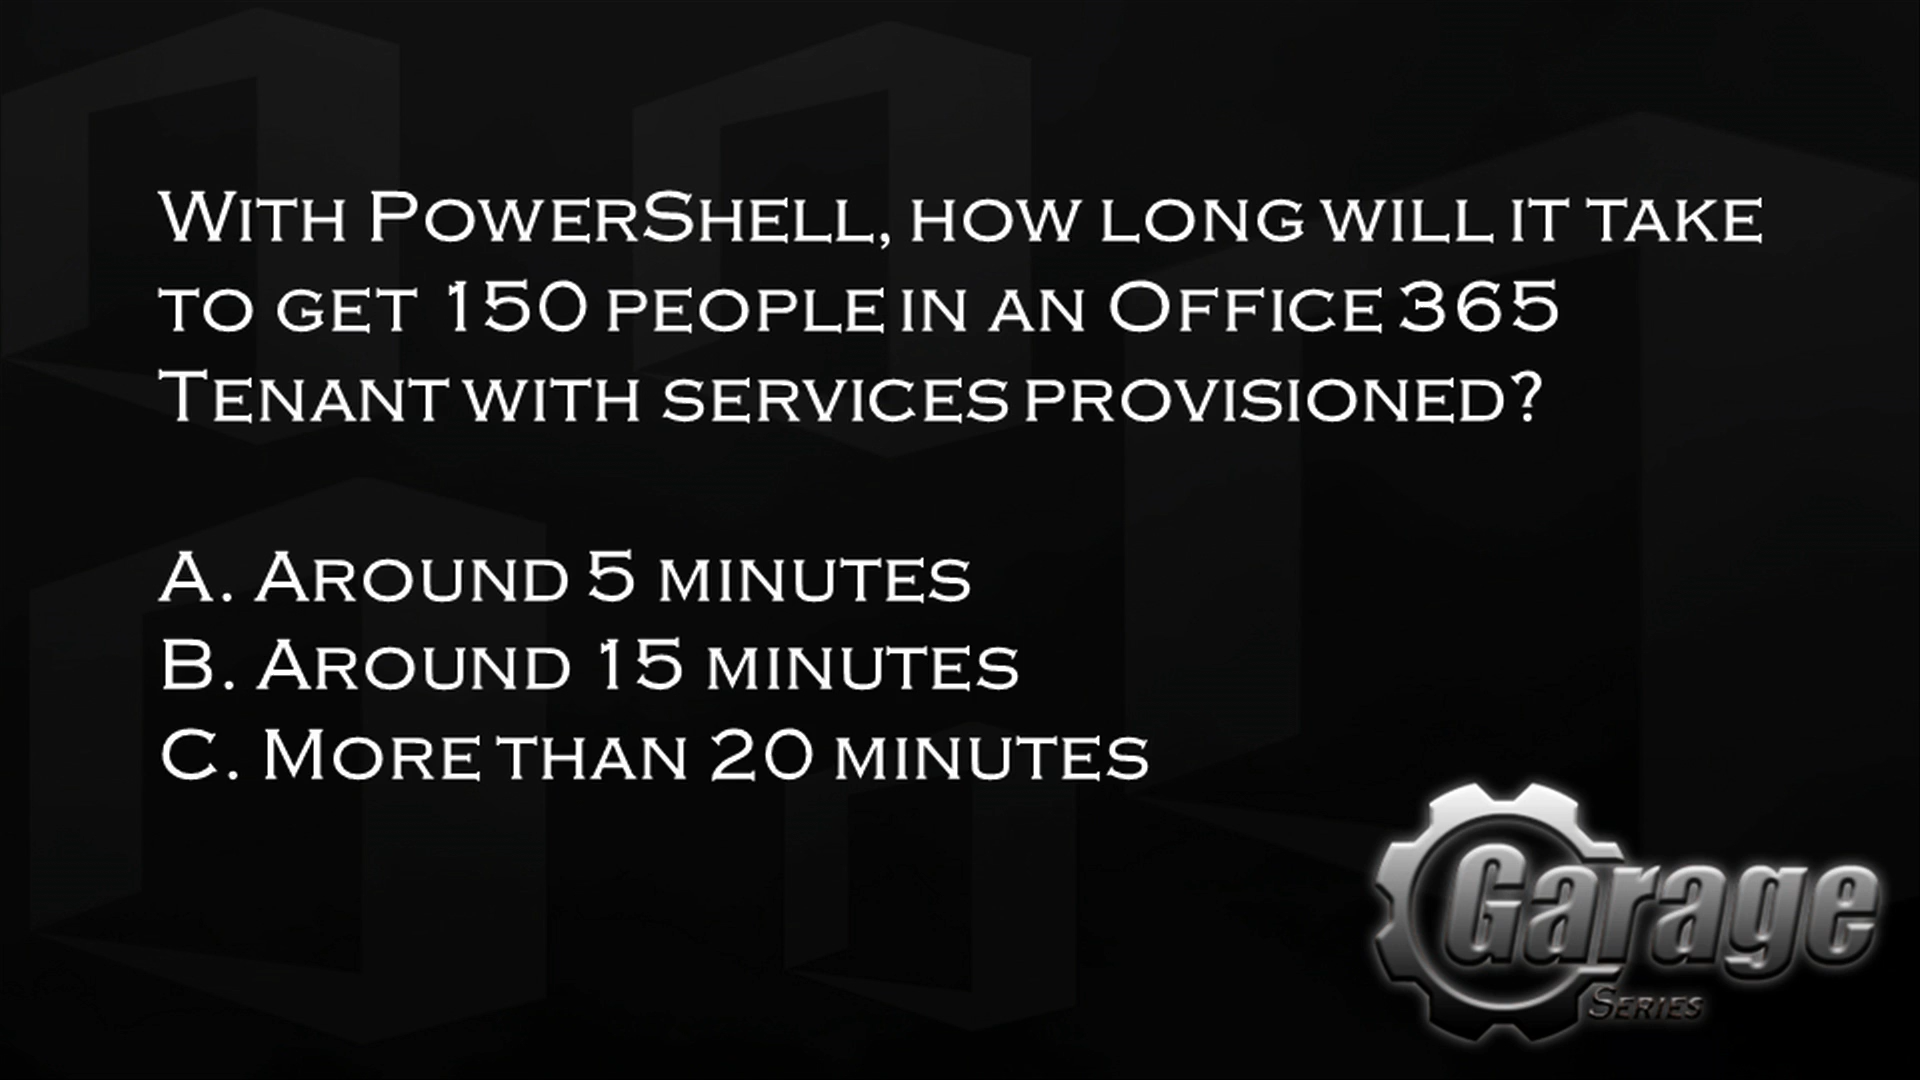 With PowerShell, how long will it take
to get 150 people in an Office 365
Tenant with services provisioned?
A. Around 5 minutes
B. Around 15 minutes
C. More than 20 minutes
Garage
Series